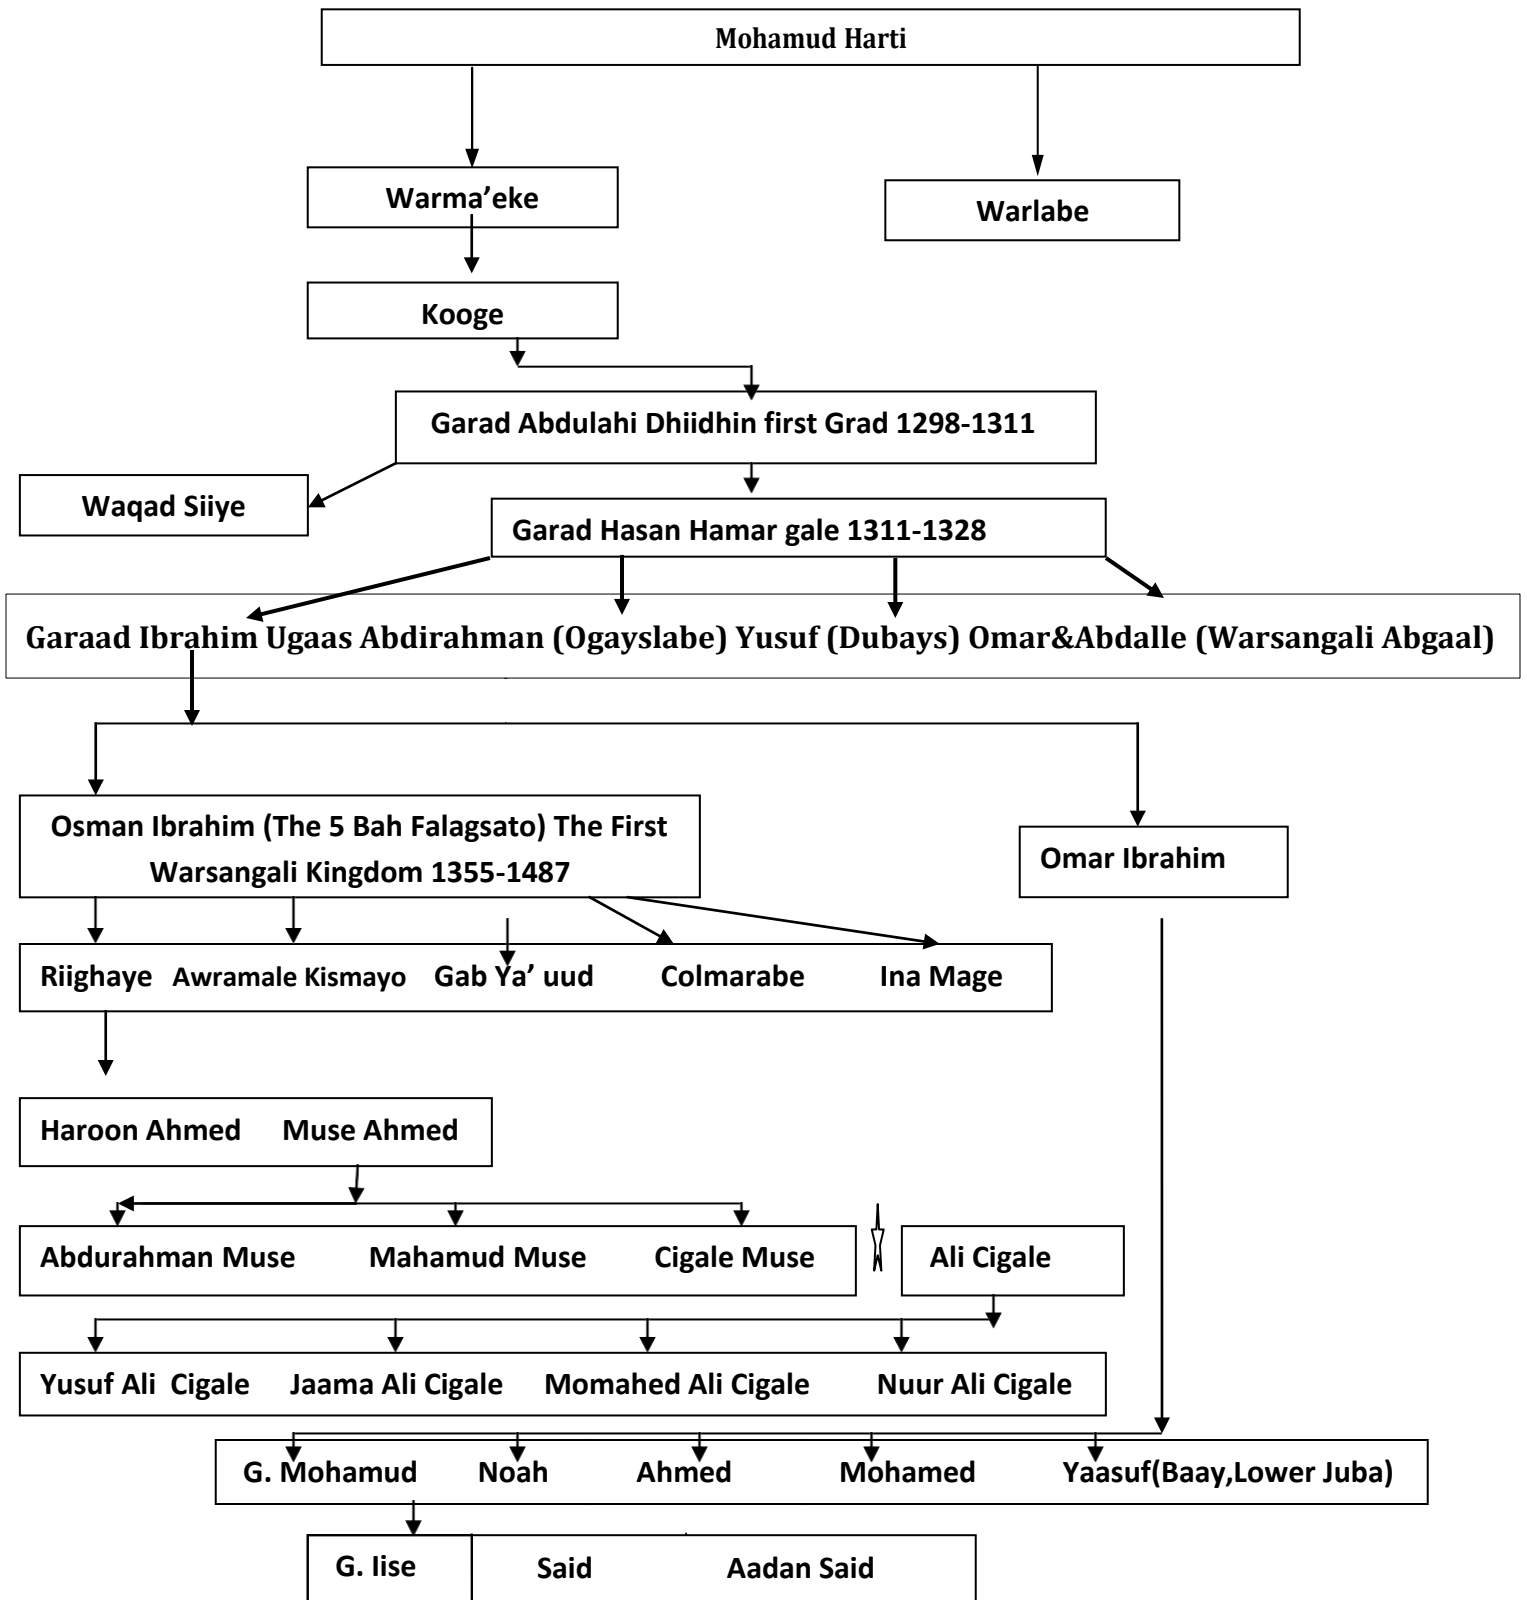 Mohamud Harti
Warma’eke
Warlabe
Kooge
Garad Abdulahi Dhiidhin first Grad 1298-1311
Waqad Siiye
Garad Hasan Hamar gale 1311-1328
Garaad Ibrahim Ugaas Abdirahman (Ogayslabe) Yusuf (Dubays) Omar&Abdalle (Warsangali Abgaal)
Osman Ibrahim (The 5 Bah Falagsato) The First
Warsangali Kingdom 1355-1487
Omar Ibrahim
Riighaye Awramale Kismayo Gab Ya’ uud Colmarabe Ina Mage
Haroon Ahmed Muse Ahmed
Abdurahman Muse Mahamud Muse Cigale Muse Ali Cigale
Yusuf Ali Cigale Jaama Ali Cigale Momahed Ali Cigale Nuur Ali Cigale
G. Mohamud Noah Ahmed Mohamed Yaasuf(Baay,Lower Juba)
G. Iise Said Aadan Said